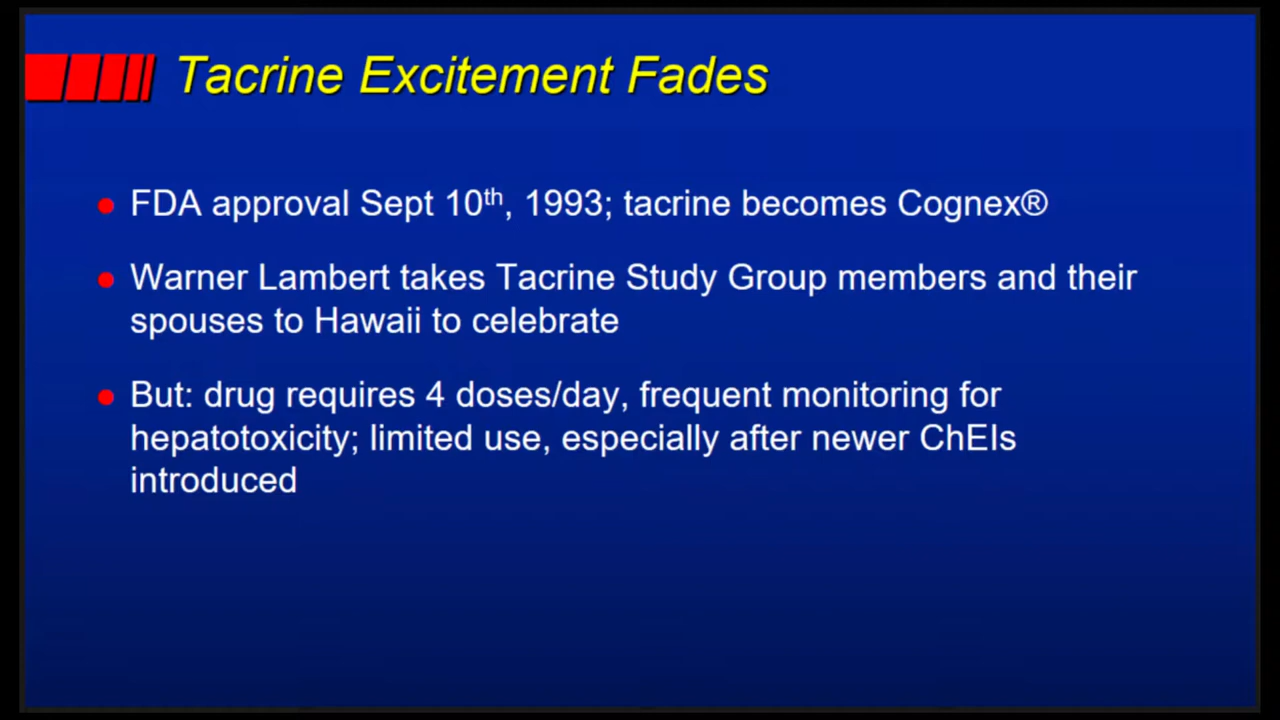 Tacrine Excitement Fades
FDA approval Sept 10th, 1993; tacrine becomes Cognex®
Warner Lambert takes Tacrine Study Group members and their
spouses to Hawaii to celebrate
But: drug requires 4 doses/day, frequent monitoring for
hepatotoxicity; limited use, especially after newer ChEIs
introduced